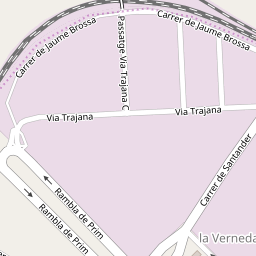 Carrer de Jaume Brossa
Carrer de Jaume Brossa
Passatge Via Trajana C
Via Trajana
Via Trajana
Rambla de Prim
Rambla de Prim
Carrer de Santander
la Verneda